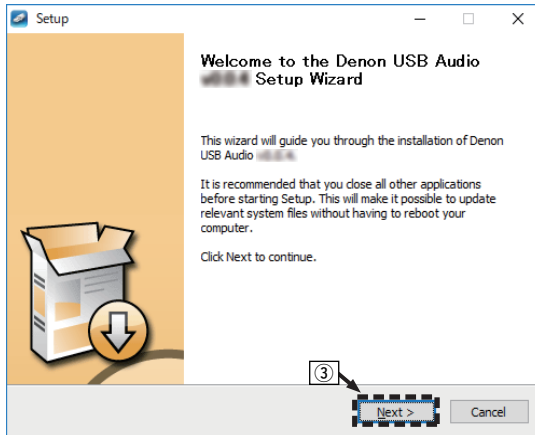 Setup
Welcome to the Denon USB Audio
Setup Wizard
This wizard will guide you through the installation of Denon
USB Audio
It is recommended that you close all other applications
before starting Setup. This will make it possible to update
relevant system files without having to reboot your
computer.
Click Next to continue.
③
Next >
Cancel